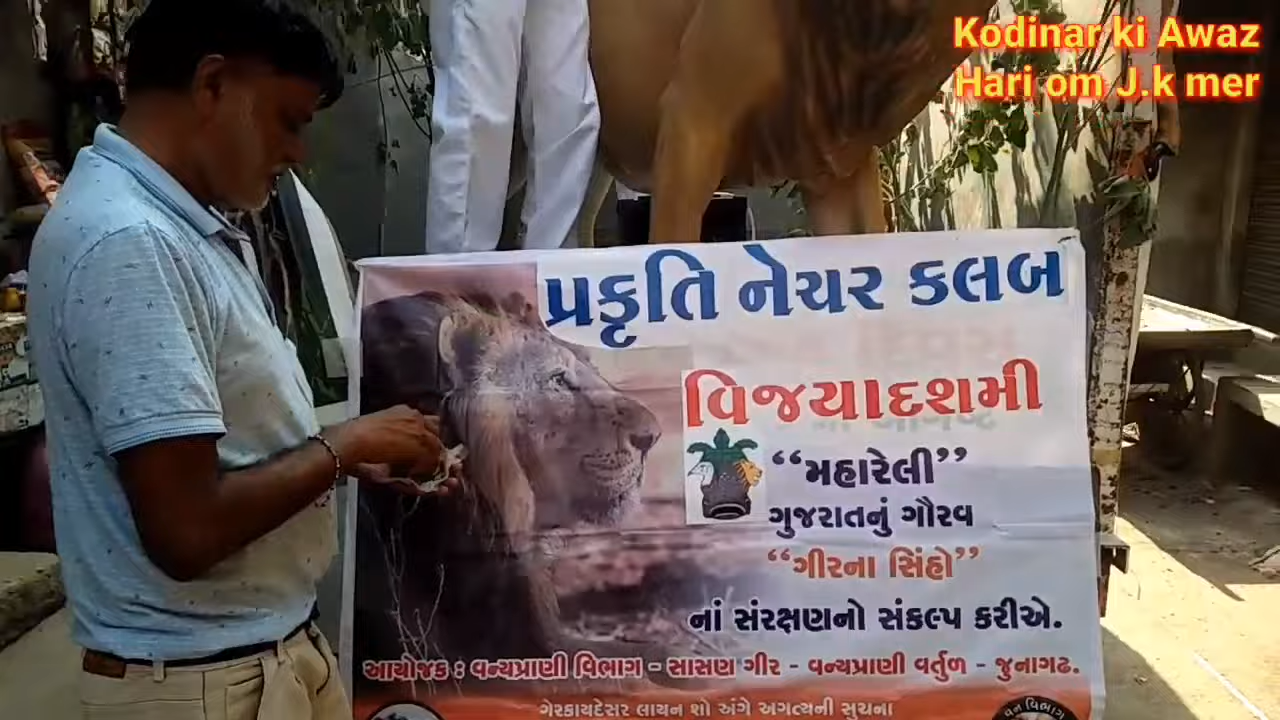 Kodinar ki Awaz
Hari om J.k mer
પ્રકૃતિ નેચર કલબ
વિજયાદશમી
“મહારેલી”
ગુજરાતનું ગૌરવ
“ગીરના સિંહો”
નાં સંરક્ષણનો સંકલ્પ કરીએ.
આયોજક : વન્યપ્રાણી વિભાગ - સાસણ ગીર - વન્યપ્રાણી વર્તુળ - જુનાગઢ.
ગેરકાયદેસર લાયન શો અંગે અગત્યની સુચના
વન વિભાગ